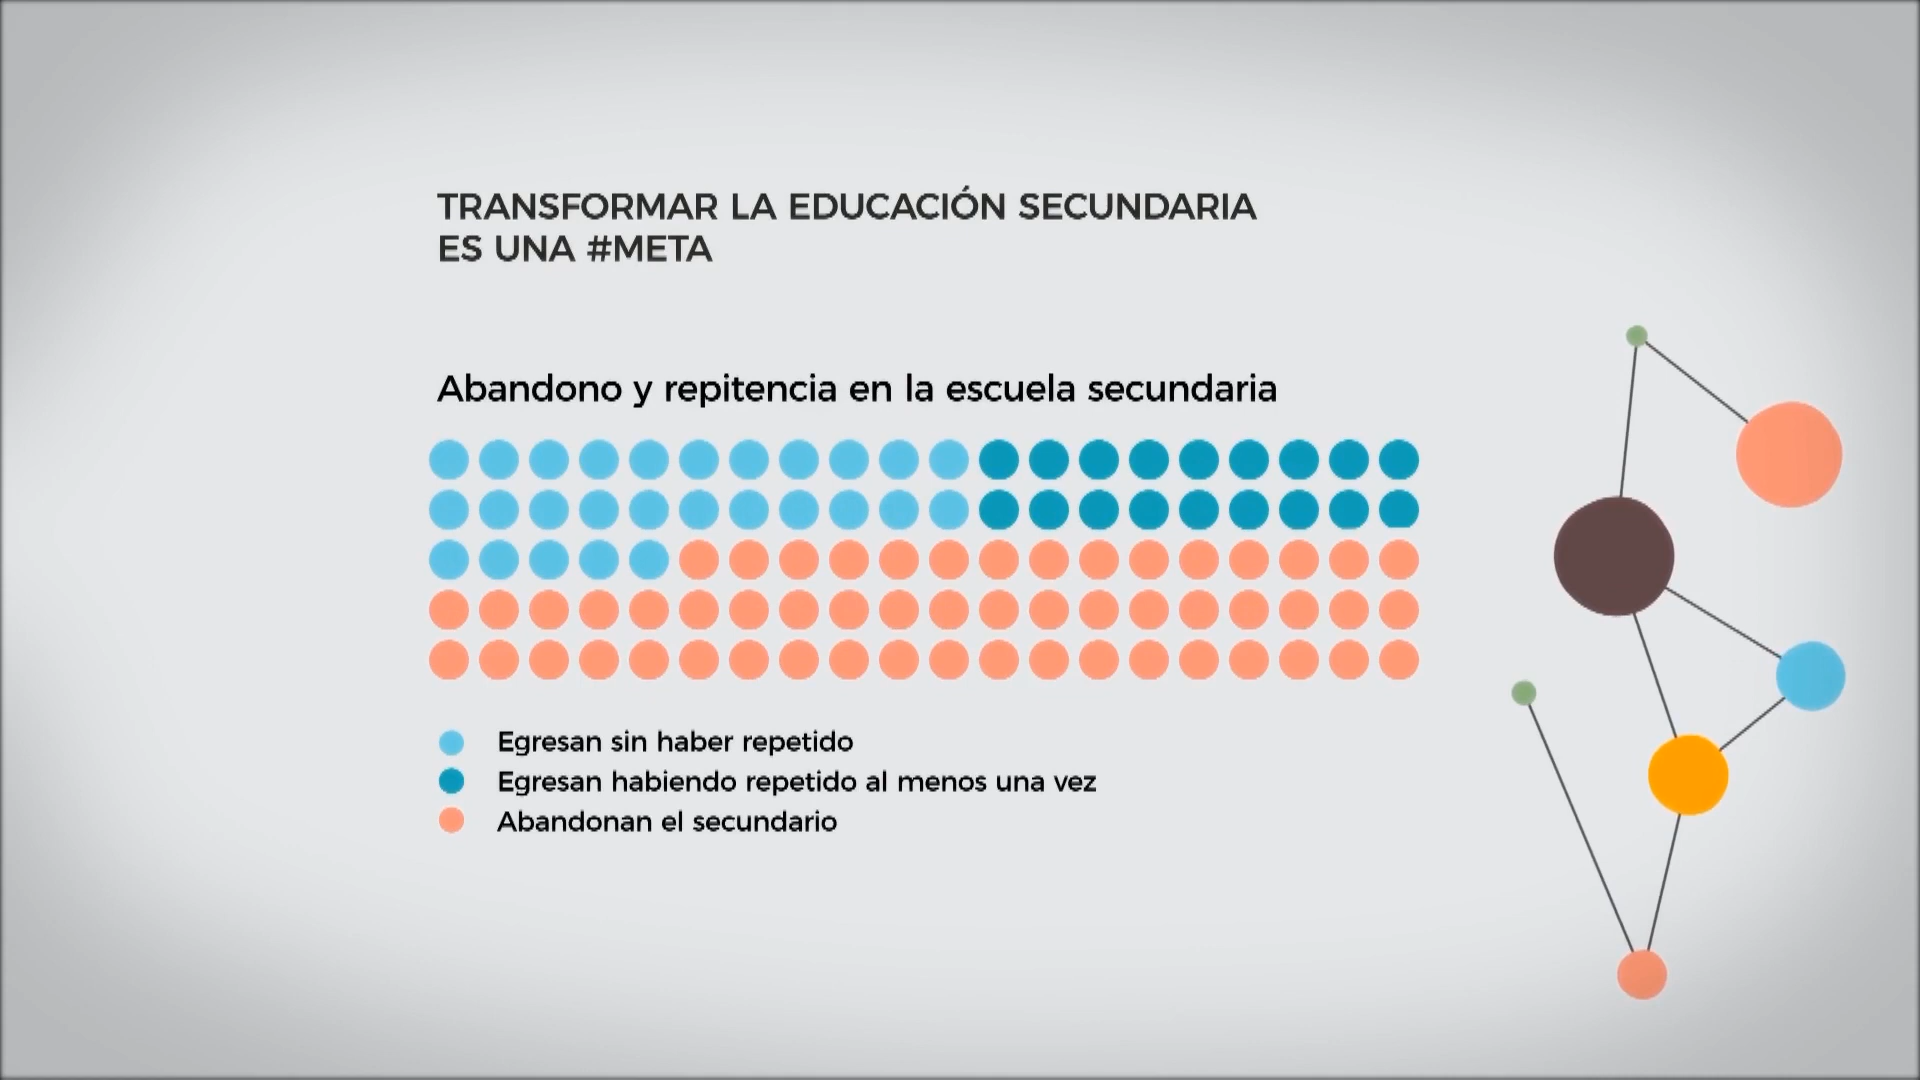 TRANSFORMAR LA EDUCACIÓN SECUNDARIA
ES UNA #META
Abandono y repitencia en la escuela secundaria
Egresan sin haber repetido
Egresan habiendo repetido al menos una vez
Abandonan el secundario